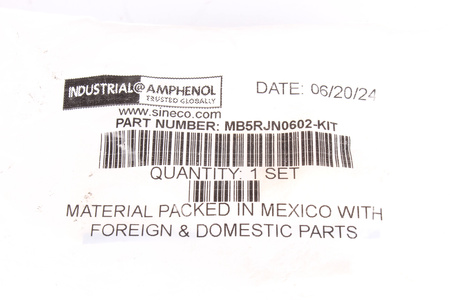 INDUSTRIAL@AMPHENOL
TRUSTED GLOBALLY
DATE: 06/20/24
www.sineco.com
PART NUMBER: MB5RJN0602-KIT
QUANTITY: 1 SET
MATERIAL PACKED IN MEXICO WITH
FOREIGN & DOMESTIC PARTS